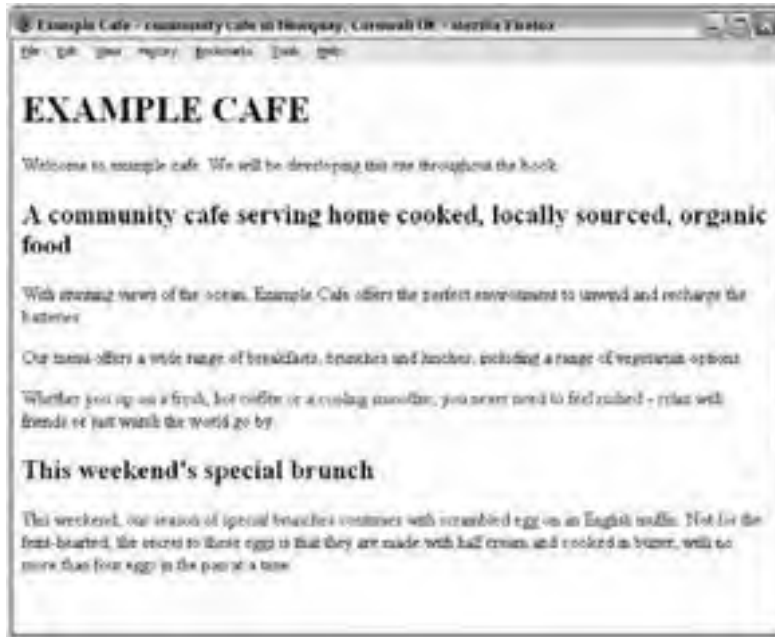 Example Cafe - community cafe in Newquay, Cornwall UK - Mozilla Firefox
File Edit View History Bookmarks Tools Help
EXAMPLE CAFE
Welcome to example cafe. We will be developing this site throughout the book.
A community cafe serving home cooked, locally sourced, organic
food
With stunning views of the ocean, Example Cafe offers the perfect environment to unwind and recharge the
batteries.
Our menu offers a wide range of breakfasts, brunches and lunches, including a range of vegetarian options.
Whether you sip on a fresh, hot coffee or a cooling smoothie, you never need to feel rushed - relax with
friends or just watch the world go by.
This weekend's special brunch
This weekend, our season of special brunches continues with scrambled egg on an English muffin. Not for the
faint-hearted, the secret to these eggs is that they are made with half cream and cooked in butter, with no
more than four eggs in the pan at a time.